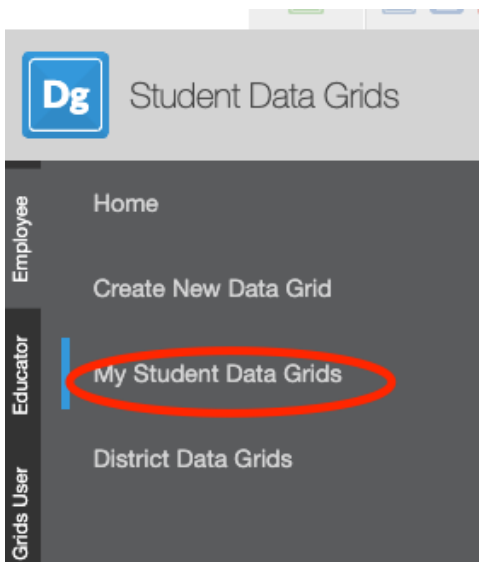 Dg Student Data Grids
Employee
Home
Create New Data Grid
Educator
My Student Data Grids
District Data Grids
Grids User